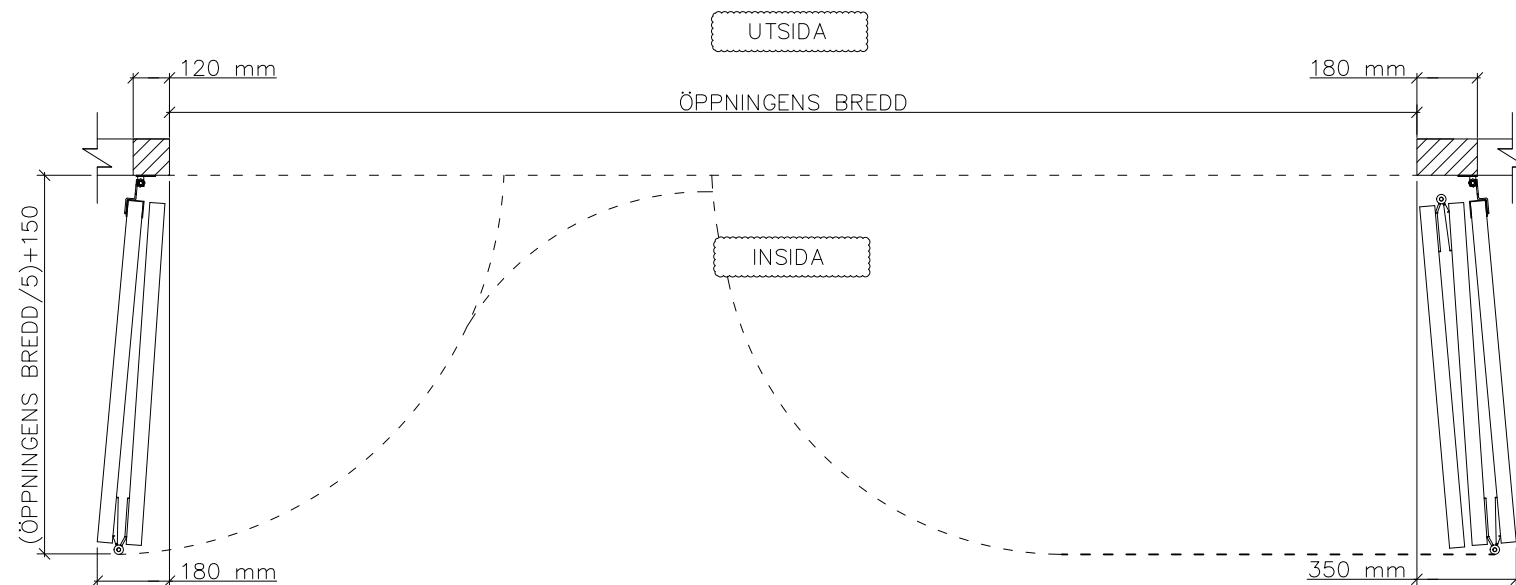 UTSIDA
120 mm
180 mm
ÖPPNINGENS BREDD
(ÖPPNINGENS BREDD/5)+150
INSIDA
180 mm
350 mm